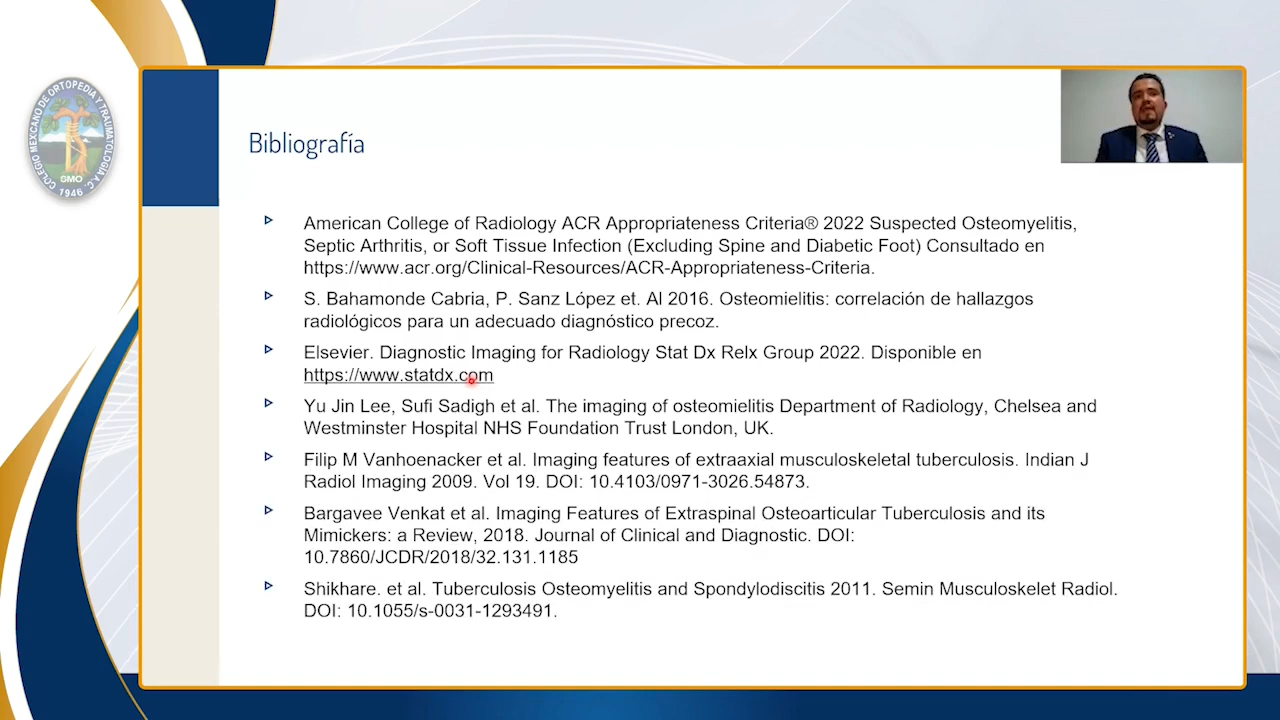 COLEGIO MEXICANO DE ORTOPEDIA Y TRAUMATOLOGÍA A.C.
SMO
1946
Bibliografía
American College of Radiology ACR Appropriateness Criteria® 2022 Suspected Osteomyelitis,
Septic Arthritis, or Soft Tissue Infection (Excluding Spine and Diabetic Foot) Consultado en
https://www.acr.org/Clinical-Resources/ACR-Appropriateness-Criteria.
S. Bahamonde Cabria, P. Sanz López et. Al 2016. Osteomielitis: correlación de hallazgos
radiológicos para un adecuado diagnóstico precoz.
Elsevier. Diagnostic Imaging for Radiology Stat Dx Relx Group 2022. Disponible en
https://www.statdx.com
Yu Jin Lee, Sufi Sadigh et al. The imaging of osteomielitis Department of Radiology, Chelsea and
Westminster Hospital NHS Foundation Trust London, UK.
Filip M Vanhoenacker et al. Imaging features of extraaxial musculoskeletal tuberculosis. Indian J
Radiol Imaging 2009. Vol 19. DOI: 10.4103/0971-3026.54873.
Bargavee Venkat et al. Imaging Features of Extraspinal Osteoarticular Tuberculosis and its
Mimickers: a Review, 2018. Journal of Clinical and Diagnostic. DOI:
10.7860/JCDR/2018/32.131.1185
Shikhare. et al. Tuberculosis Osteomyelitis and Spondylodiscitis 2011. Semin Musculoskelet Radiol.
DOI: 10.1055/s-0031-1293491.